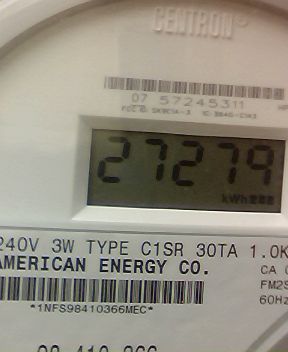 CENTRON
07 57245311
27279
kWh
240V 3W TYPE C1SR 30TA 1.0K
AMERICAN ENERGY CO.
CA
FM2S
60Hz
*1NFS98410366MEC*